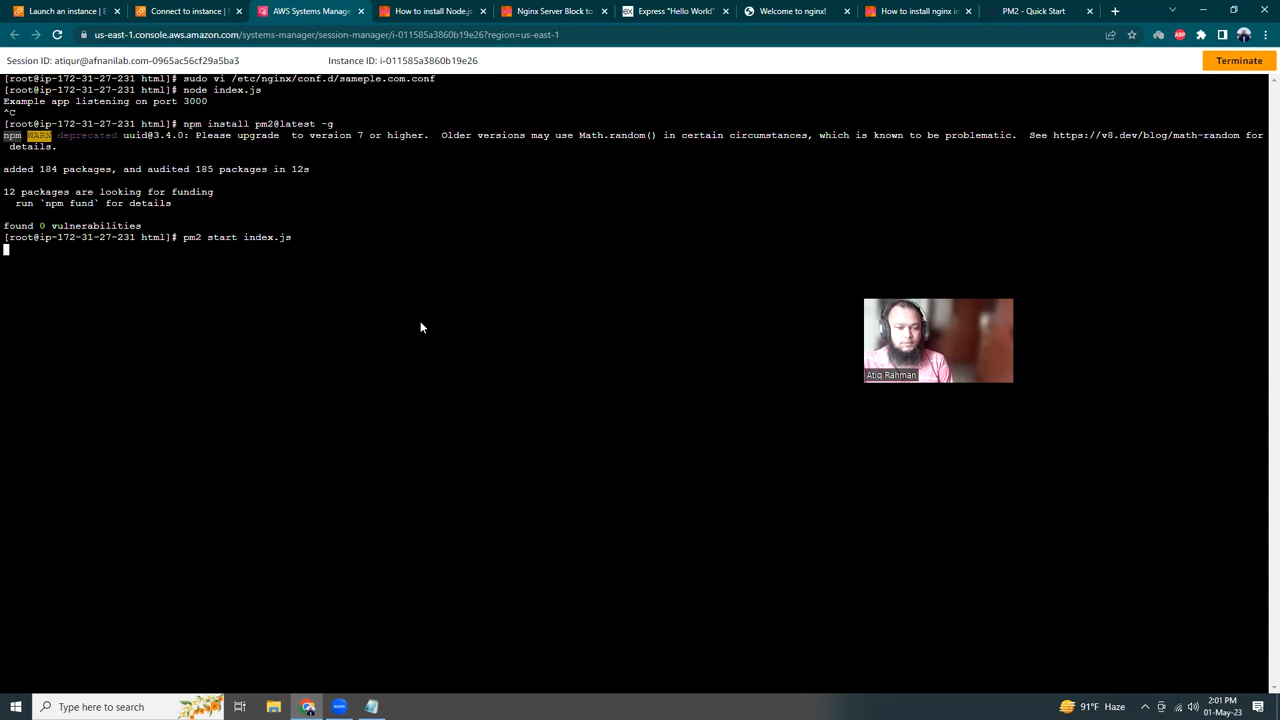 Launch an instance | E
Connect to instance |
AWS Systems Manage
How to install Node.js
Nginx Server Block to
Express "Hello World"
Welcome to nginx!
How to install nginx in
PM2 - Quick Start
us-east-1.console.aws.amazon.com/systems-manager/session-manager/i-011585a3860b19e26?region=us-east-1
Session ID: atiqur@afnanilab.com-0965ac56cf29a5ba3
Instance ID: i-011585a3860b19e26
Terminate
[root@ip-172-31-27-231 html]# sudo vi /etc/nginx/conf.d/sameple.com.conf
[root@ip-172-31-27-231 html]# node index.js
Example app listening on port 3000
^C
[root@ip-172-31-27-231 html]# npm install pm2@latest -g
npm WARN deprecated uuid@3.4.0: Please upgrade  to version 7 or higher.  Older versions may use Math.random() in certain circumstances, which is known to be problematic.  See https://v8.dev/blog/math-random for
details.
added 184 packages, and audited 185 packages in 12s
12 packages are looking for funding
run `npm fund` for details
found 0 vulnerabilities
[root@ip-172-31-27-231 html]# pm2 start index.js
Atiq Rahman
Type here to search
zoom
91°F Haze
2:01 PM
01-May-23